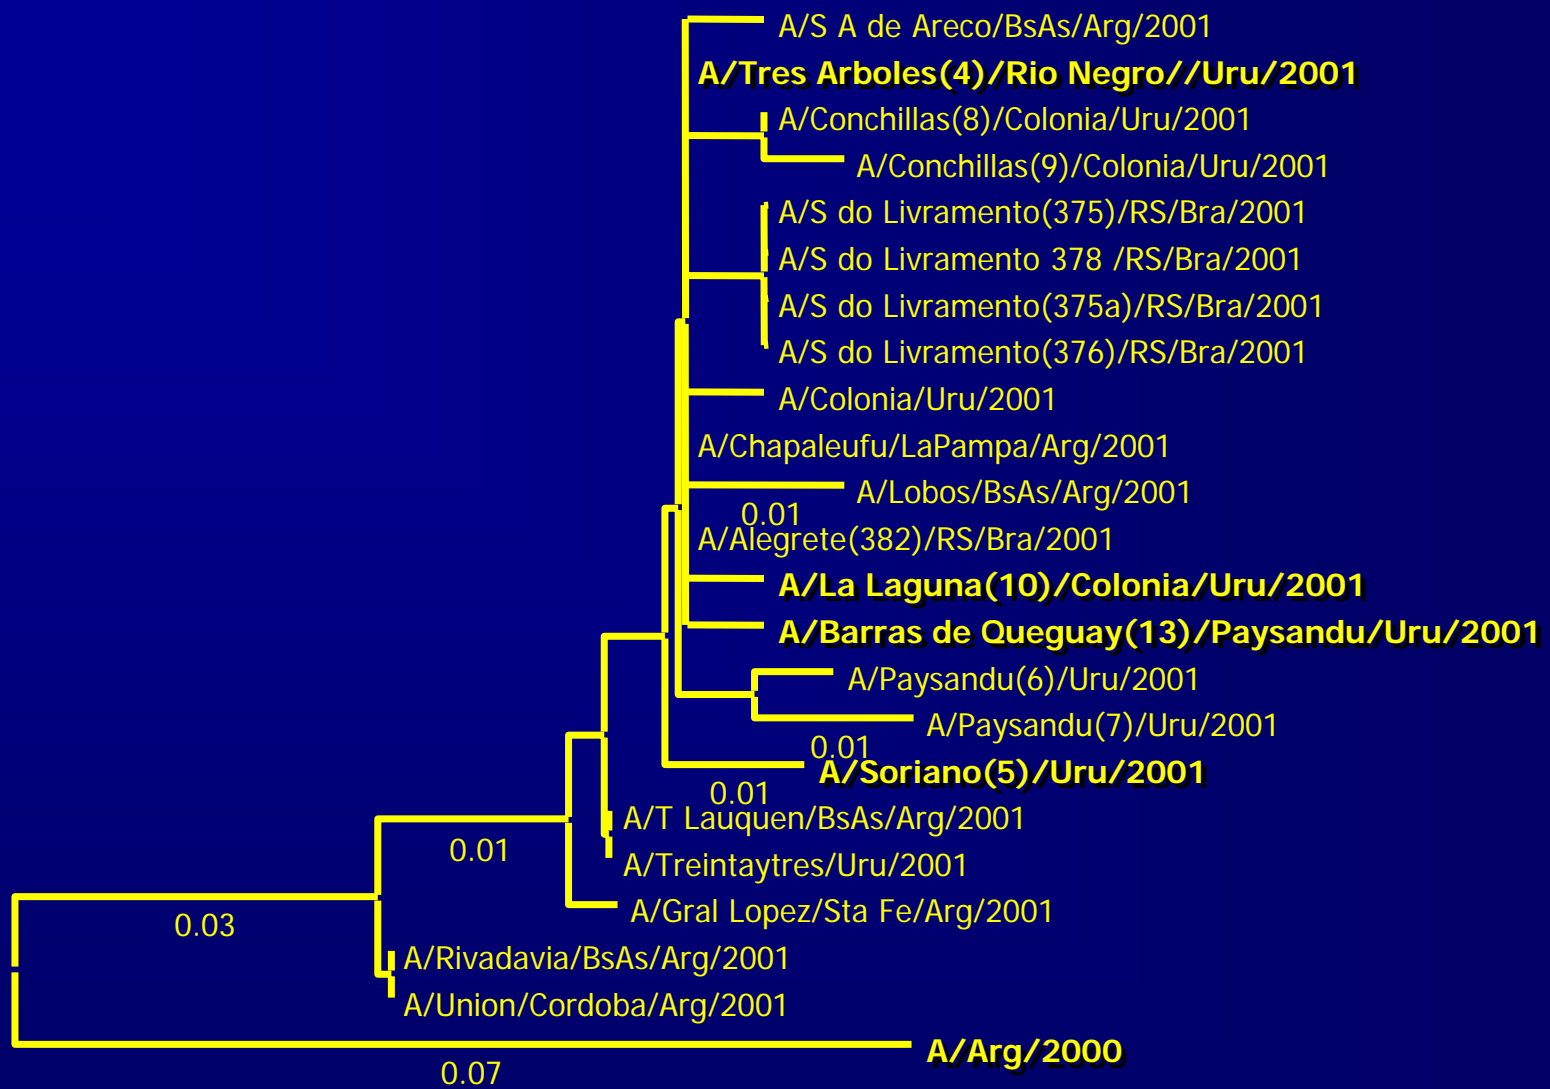 A/S A de Areco/BsAs/Arg/2001
A/Tres Arboles(4)/Rio Negro//Uru/2001
A/Conchillas(8)/Colonia/Uru/2001
A/Conchillas(9)/Colonia/Uru/2001
A/S do Livramento(375)/RS/Bra/2001
A/S do Livramento 378 /RS/Bra/2001
A/S do Livramento(375a)/RS/Bra/2001
A/S do Livramento(376)/RS/Bra/2001
A/Colonia/Uru/2001
A/Chapaleufu/LaPampa/Arg/2001
A/Lobos/BsAs/Arg/2001
0.01
A/Alegrete(382)/RS/Bra/2001
A/La Laguna(10)/Colonia/Uru/2001
A/Barras de Queguay(13)/Paysandu/Uru/2001
A/Paysandu(6)/Uru/2001
A/Paysandu(7)/Uru/2001
0.01
A/Soriano(5)/Uru/2001
0.01
A/T Lauquen/BsAs/Arg/2001
0.01
A/Treintaytres/Uru/2001
A/Gral Lopez/Sta Fe/Arg/2001
0.03
A/Rivadavia/BsAs/Arg/2001
A/Union/Cordoba/Arg/2001
A/Arg/2000
0.07